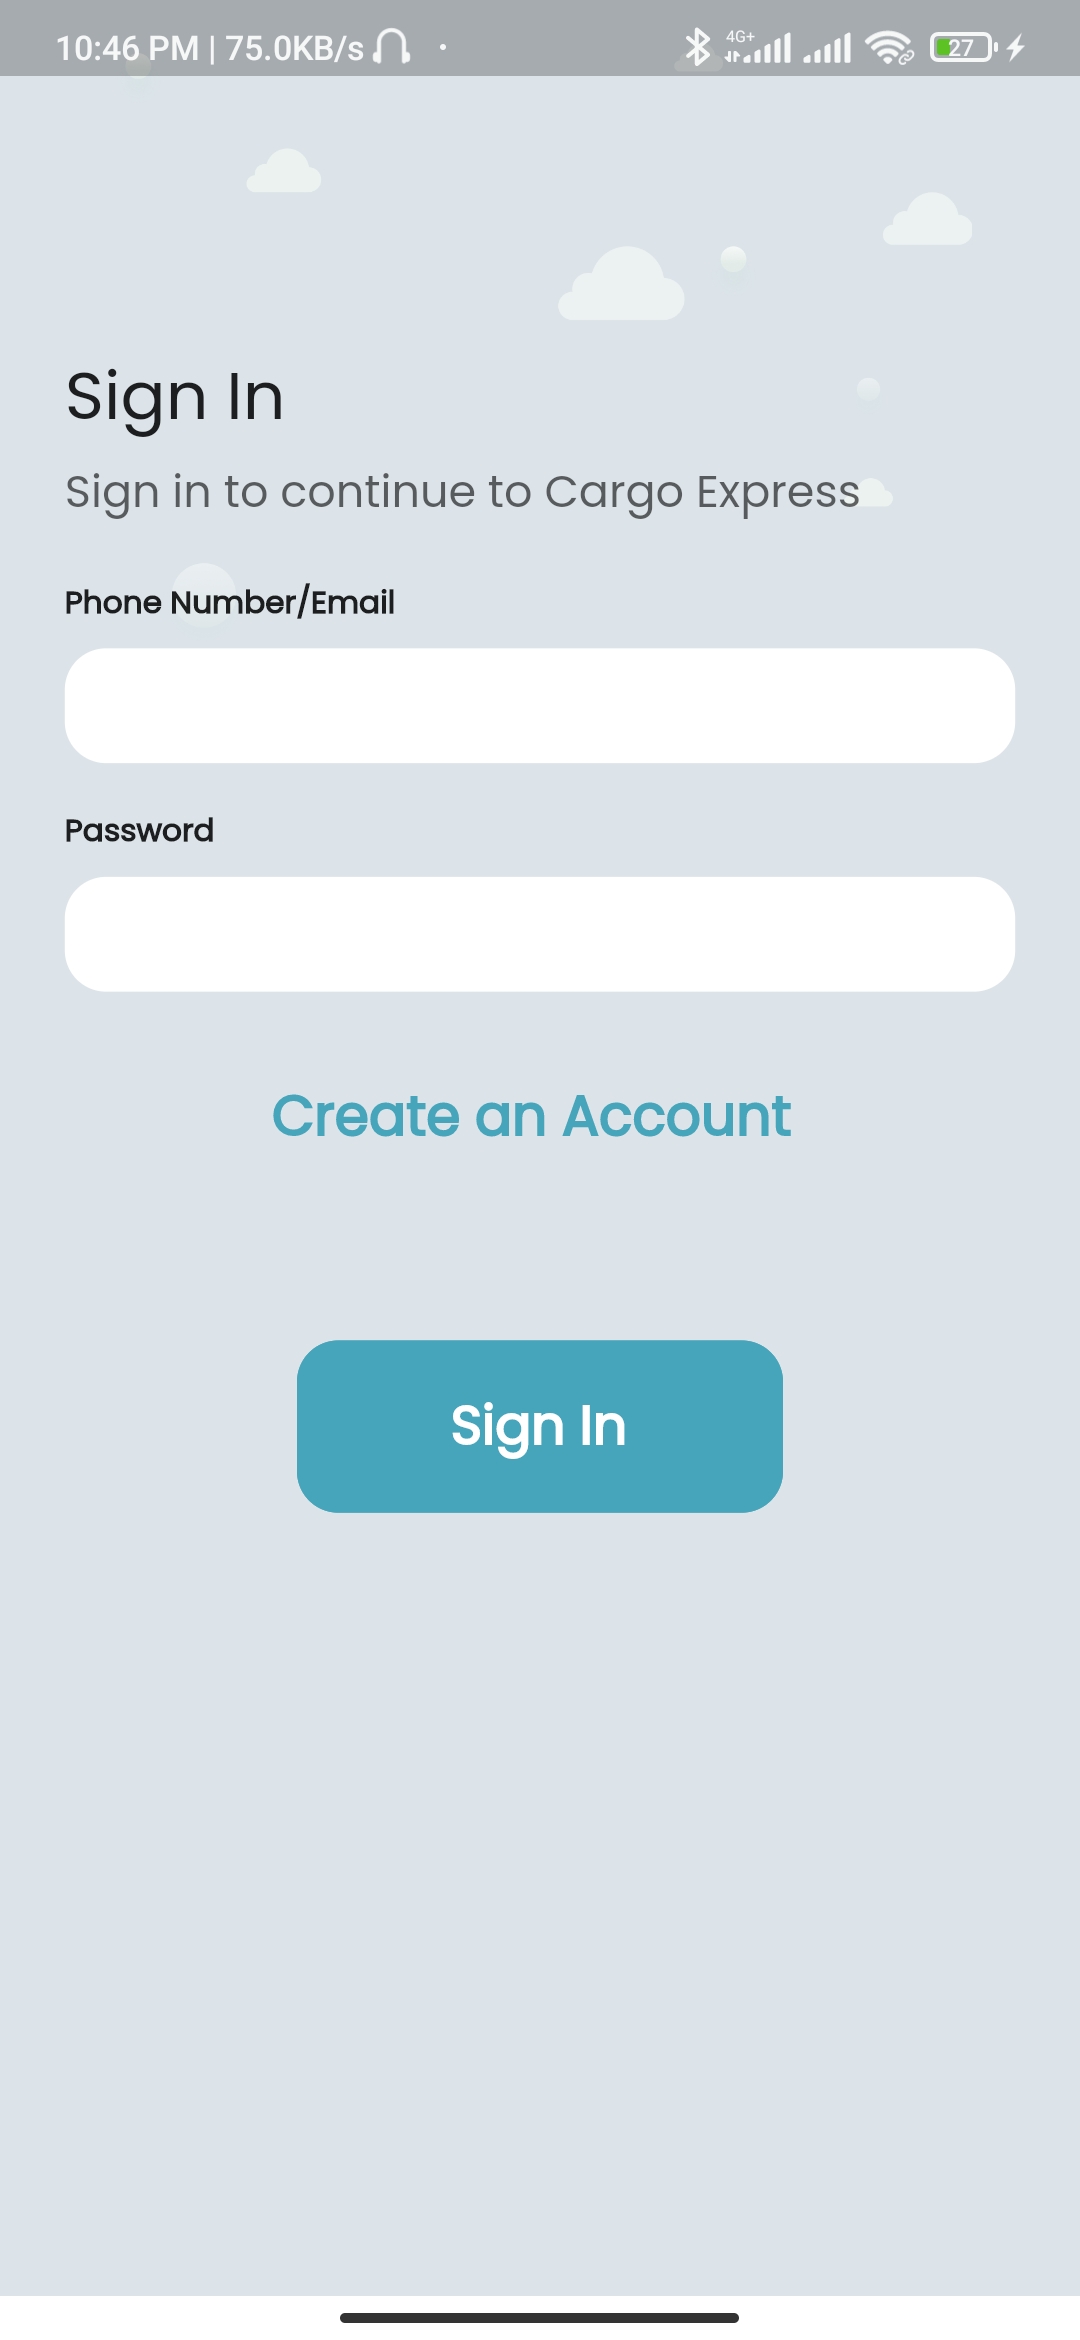 10:46 PM | 75.0KB/s
4G+
27
Sign In
Sign in to continue to Cargo Express
Phone Number/Email
Password
Create an Account
Sign In